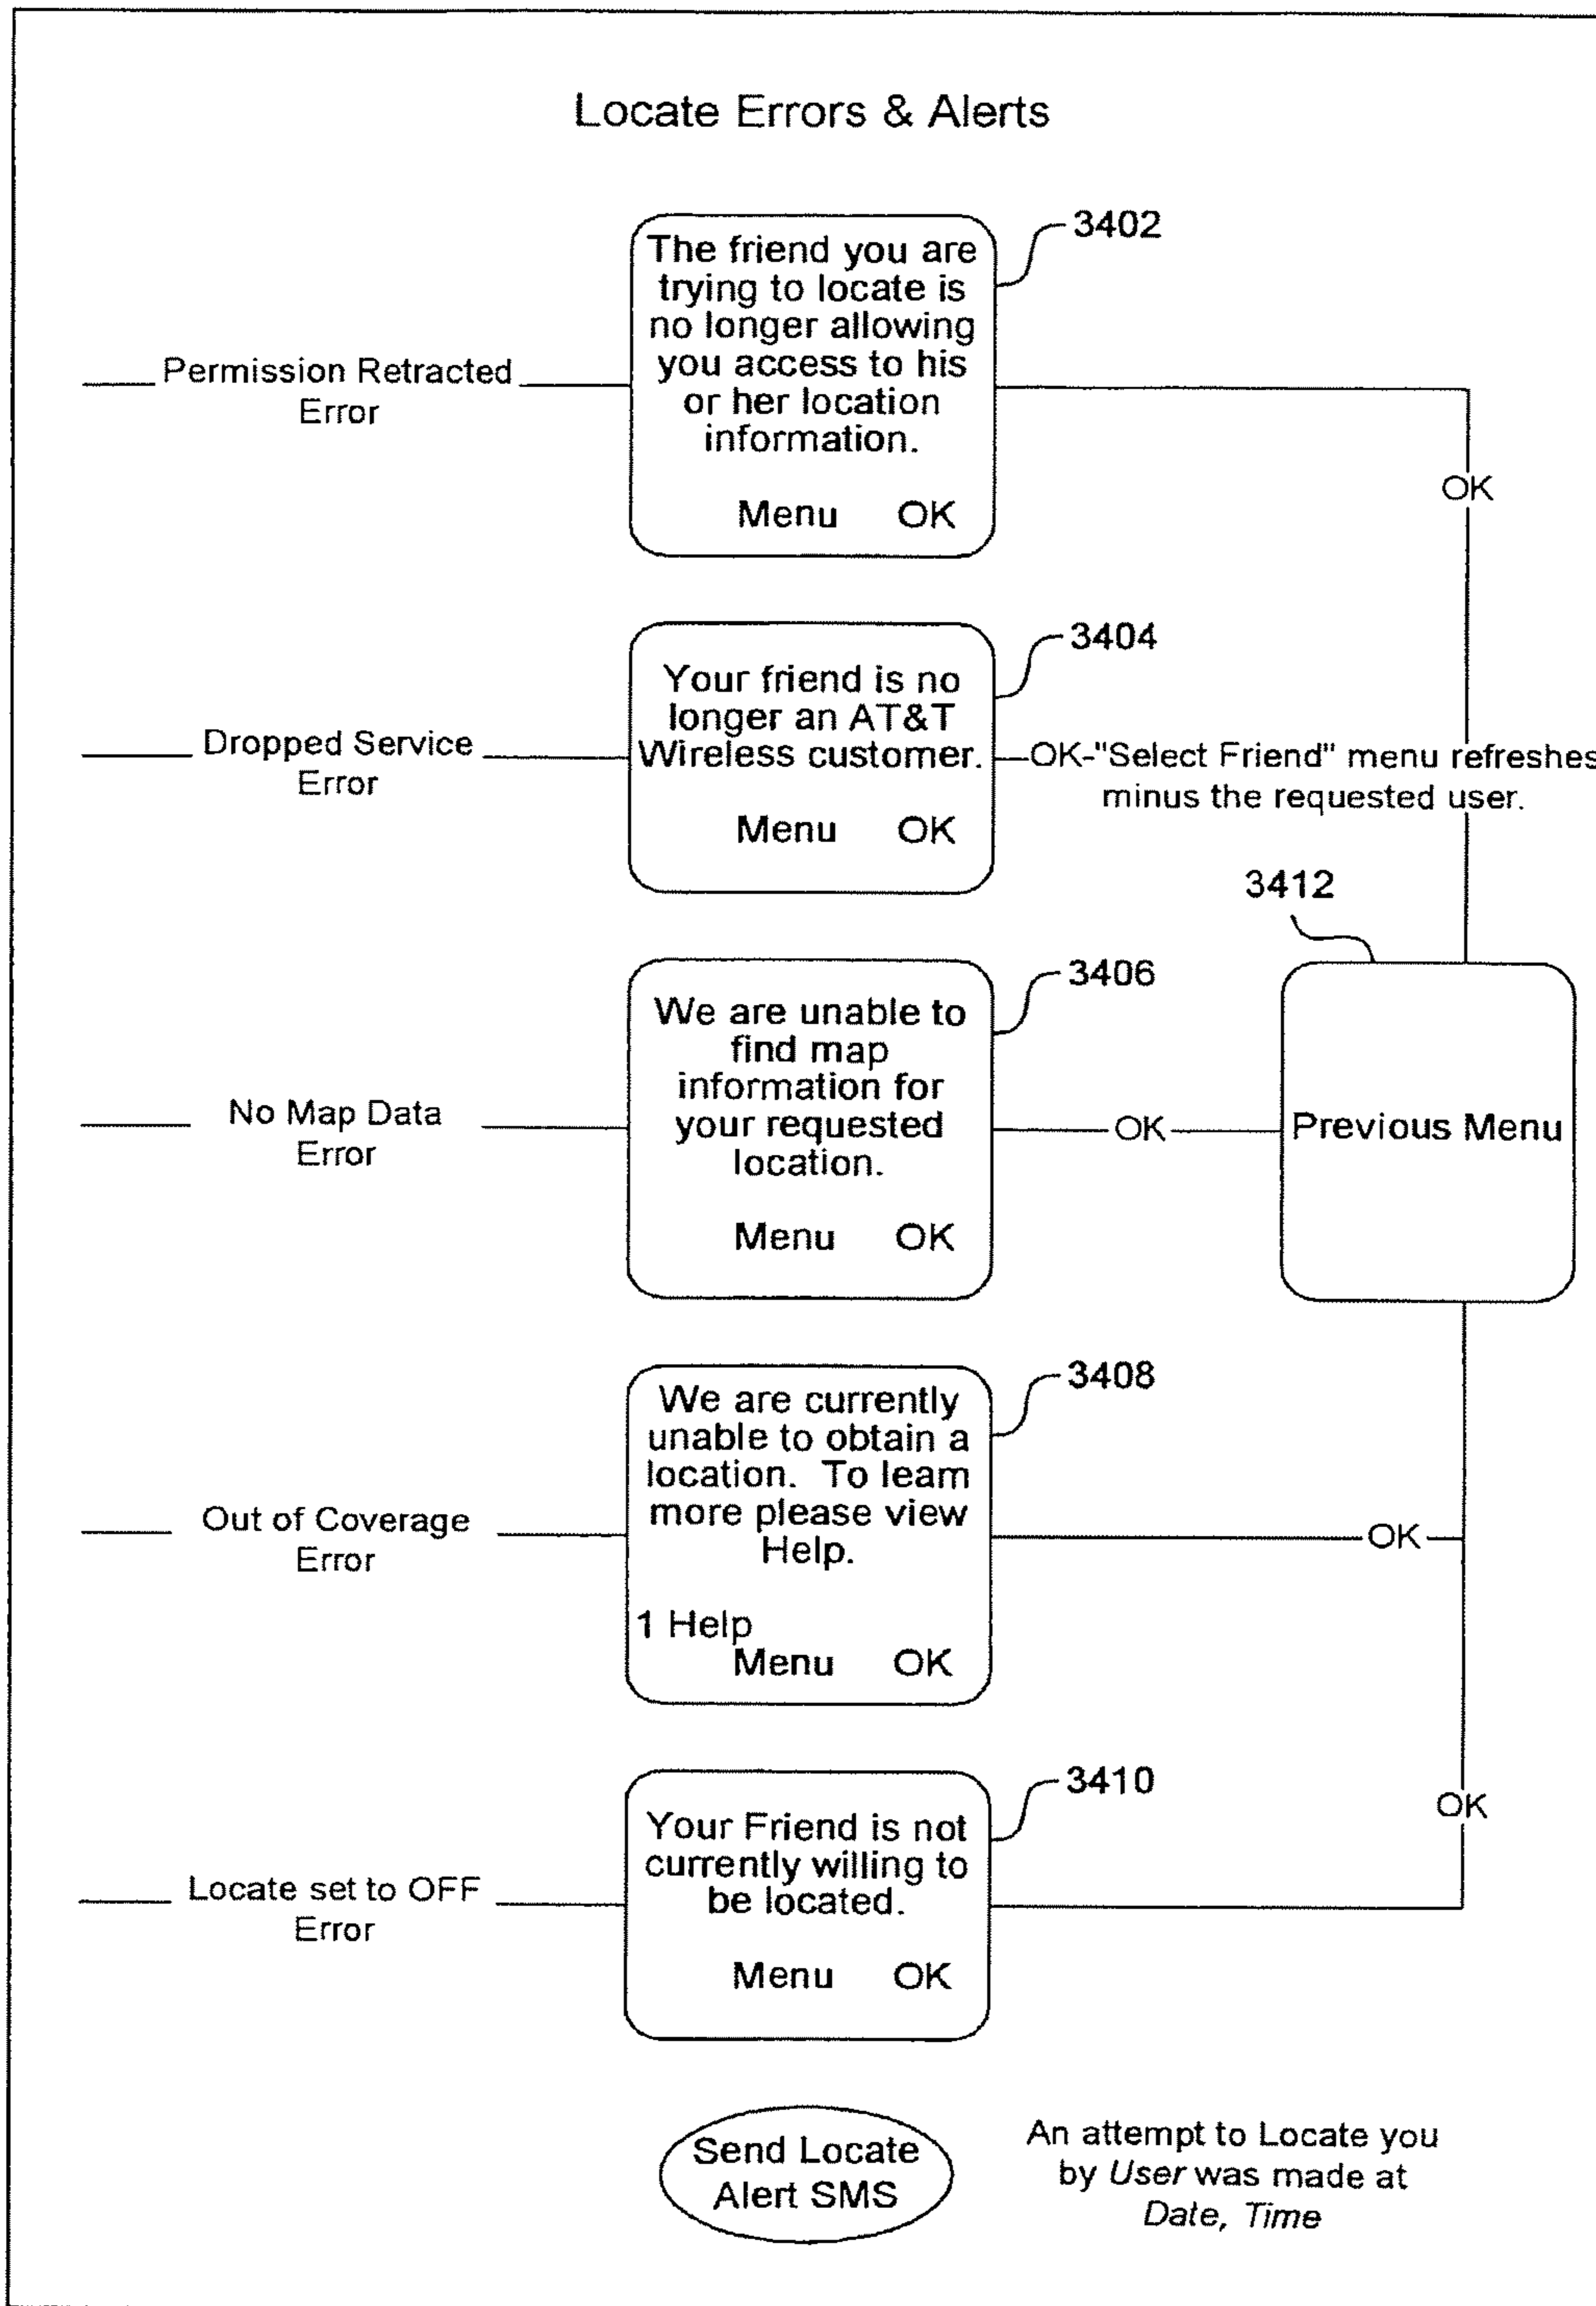 Locate Errors & Alerts
3402
The friend you are
trying to locate is
no longer allowing
you access to his
or her location
information.
Menu OK
Permission Retracted
Error
OK
3404
Your friend is no
longer an AT&T
Wireless customer.
Menu OK
Dropped Service
Error
OK-"Select Friend" menu refreshes
minus the requested user.
3412
Previous Menu
3406
We are unable to
find map
information for
your requested
location.
Menu OK
No Map Data
Error
OK
3408
We are currently
unable to obtain a
location. To learn
more please view
Help.
1 Help
Menu OK
Out of Coverage
Error
OK
3410
Your Friend is not
currently willing to
be located.
Menu OK
Locate set to OFF
Error
OK
Send Locate
Alert SMS
An attempt to Locate you
by User was made at
Date, Time